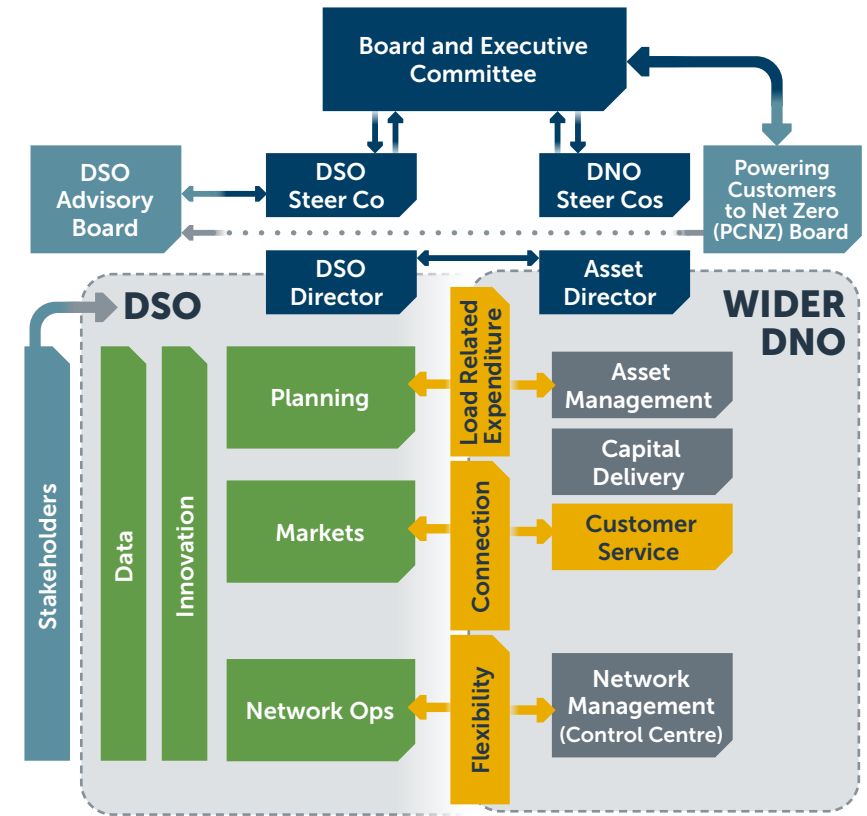 Board and Executive
Committee
DSO
Advisory
Board
DSO
Steer Co
DNO
Steer Cos
Powering
Customers
to Net Zero
(PCNZ) Board
DSO
Director
Asset
Director
DSO
WIDER
DNO
Stakeholders
Data
Innovation
Planning
Load Related
Expenditure
Asset
Management
Capital
Delivery
Markets
Connection
Customer
Service
Network Ops
Flexibility
Network
Management
(Control Centre)